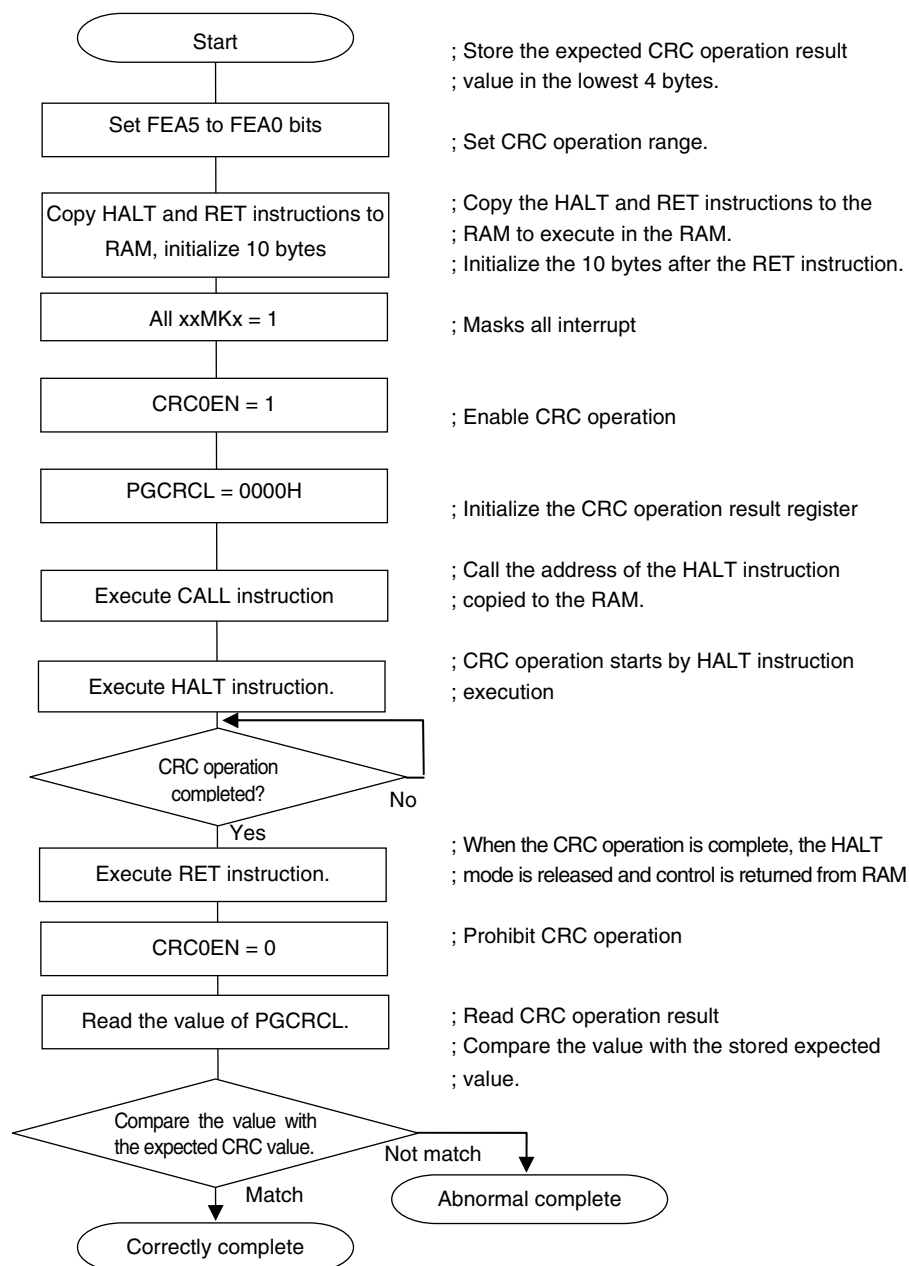 Start
; Store the expected CRC operation result
; value in the lowest 4 bytes.
Set FEA5 to FEA0 bits
; Set CRC operation range.
Copy HALT and RET instructions to
RAM, initialize 10 bytes
; Copy the HALT and RET instructions to the
; RAM to execute in the RAM.
; Initialize the 10 bytes after the RET instruction.
All xxMKx = 1
; Masks all interrupt
CRC0EN = 1
; Enable CRC operation
PGCRCL = 0000H
; Initialize the CRC operation result register
Execute CALL instruction
; Call the address of the HALT instruction
; copied to the RAM.
Execute HALT instruction.
; CRC operation starts by HALT instruction
; execution
CRC operation
completed?
No
Yes
Execute RET instruction.
; When the CRC operation is complete, the HALT
; mode is released and control is returned from RAM
CRC0EN = 0
; Prohibit CRC operation
Read the value of PGCRCL.
; Read CRC operation result
; Compare the value with the stored expected
; value.
Compare the value with
the expected CRC value.
Not match
Match
Abnormal complete
Correctly complete